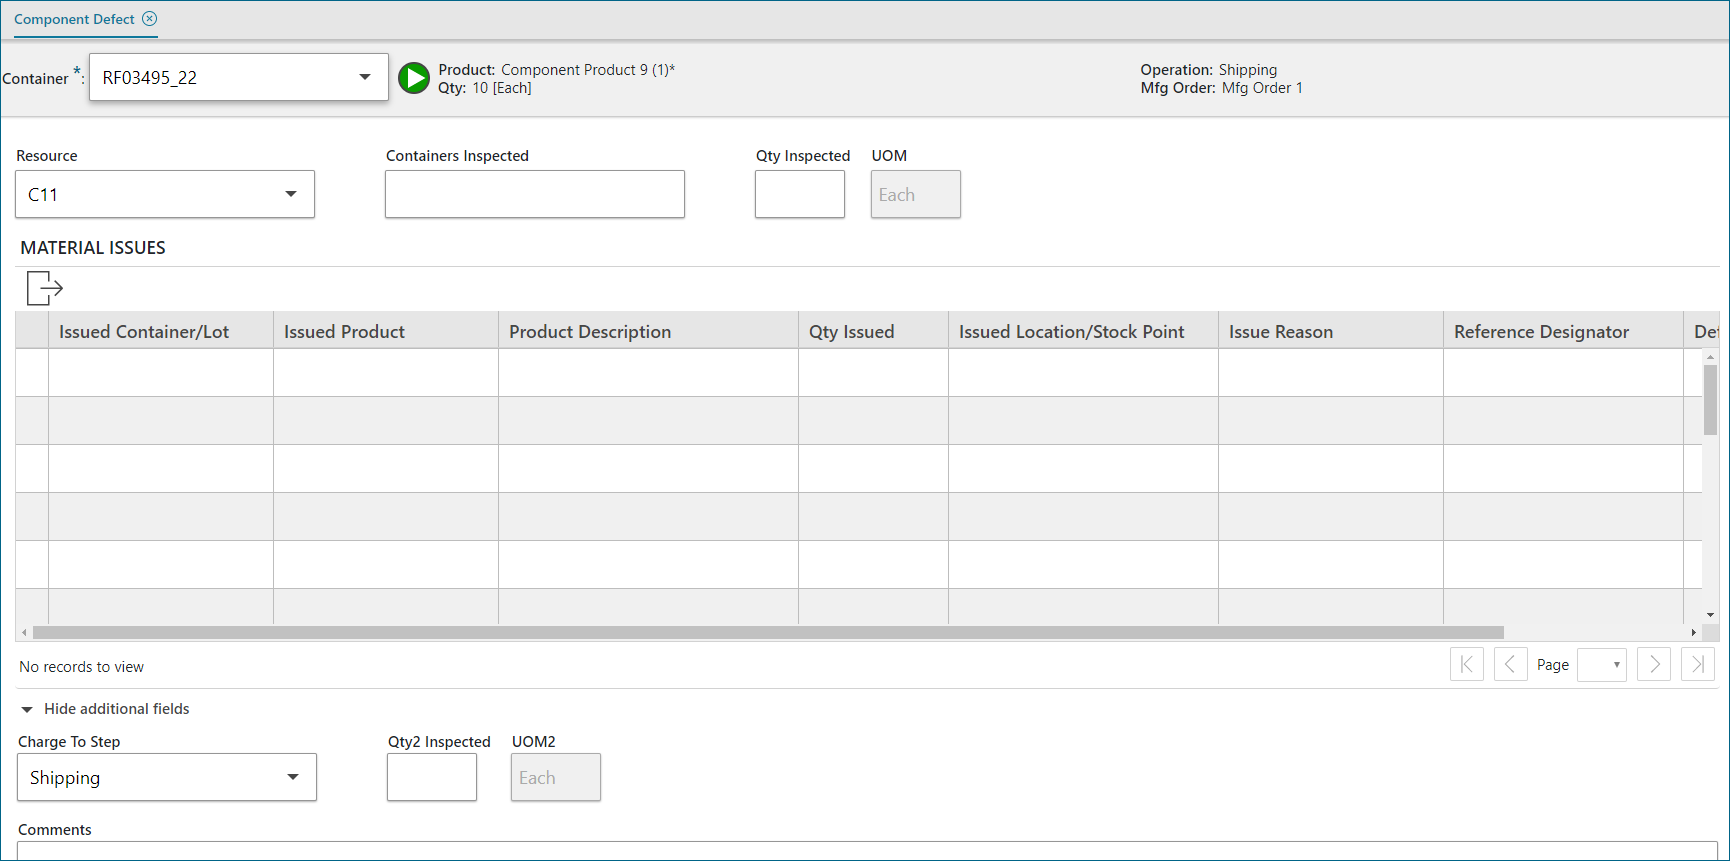 Component Defect
Container *:
RF03495_22
Product: Component Product 9 (1)*
Qty: 10 [Each]
Operation: Shipping
Mfg Order: Mfg Order 1
Resource
Containers Inspected
Qty Inspected
UOM
C11
Each
MATERIAL ISSUES
Issued Container/Lot
Issued Product
Product Description
Qty Issued
Issued Location/Stock Point
Issue Reason
Reference Designator
No records to view
Page
Hide additional fields
Charge To Step
Qty2 Inspected
UOM2
Shipping
Each
Comments